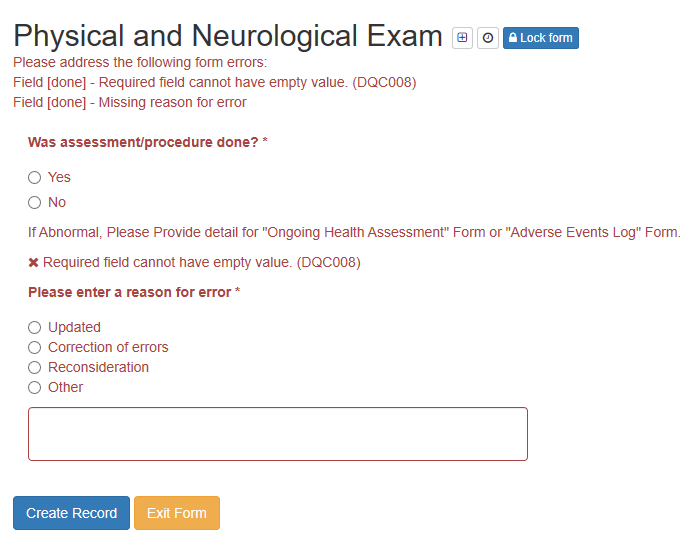 Physical and Neurological Exam Lock form
Please address the following form errors:
Field [done] - Required field cannot have empty value. (DQC008)
Field [done] - Missing reason for error
Was assessment/procedure done? *
Yes
No
If Abnormal, Please Provide detail for "Ongoing Health Assessment" Form or "Adverse Events Log" Form.
Required field cannot have empty value. (DQC008)
Please enter a reason for error *
Updated
Correction of errors
Reconsideration
Other
Create Record Exit Form